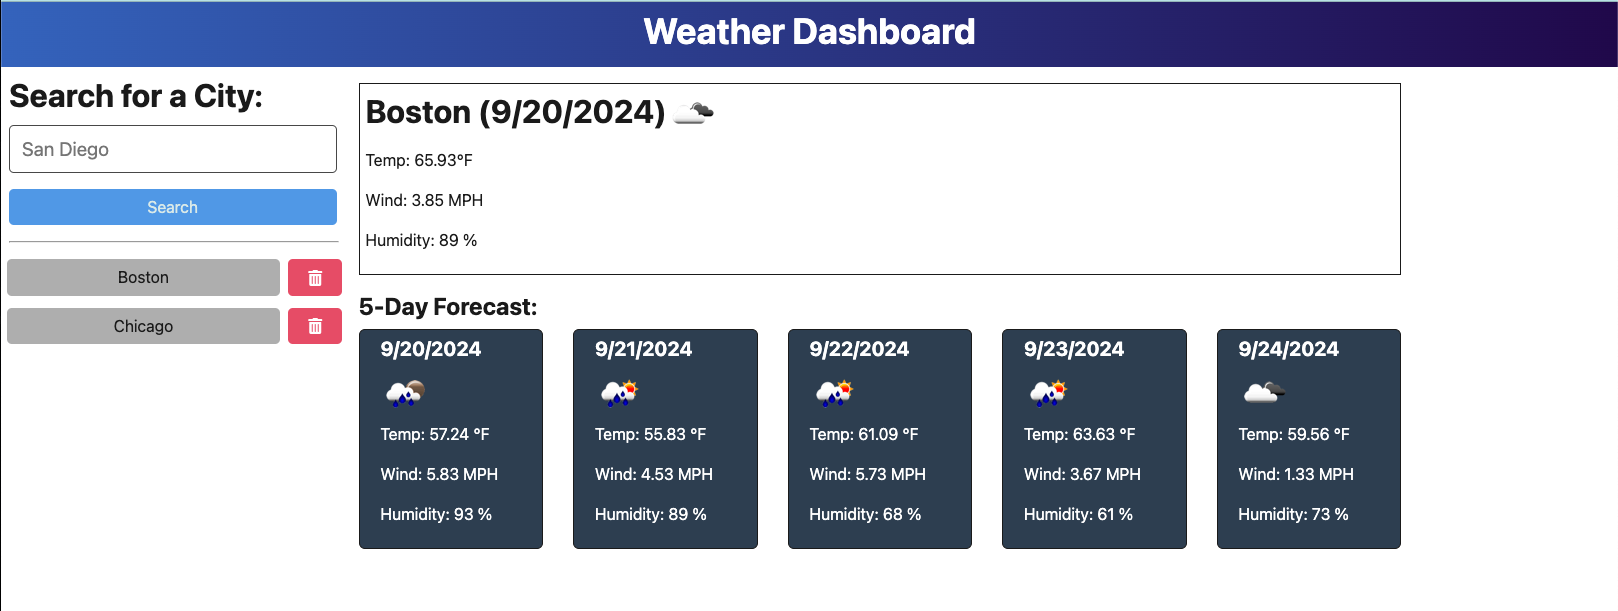 Weather Dashboard
Search for a City:
San Diego
Search
Boston
Chicago
Boston (9/20/2024)
Temp: 65.93°F
Wind: 3.85 MPH
Humidity: 89 %
5-Day Forecast:
9/20/2024
Temp: 57.24 °F
Wind: 5.83 MPH
Humidity: 93 %
9/21/2024
Temp: 55.83 °F
Wind: 4.53 MPH
Humidity: 89 %
9/22/2024
Temp: 61.09 °F
Wind: 5.73 MPH
Humidity: 68 %
9/23/2024
Temp: 63.63 °F
Wind: 3.67 MPH
Humidity: 61 %
9/24/2024
Temp: 59.56 °F
Wind: 1.33 MPH
Humidity: 73 %